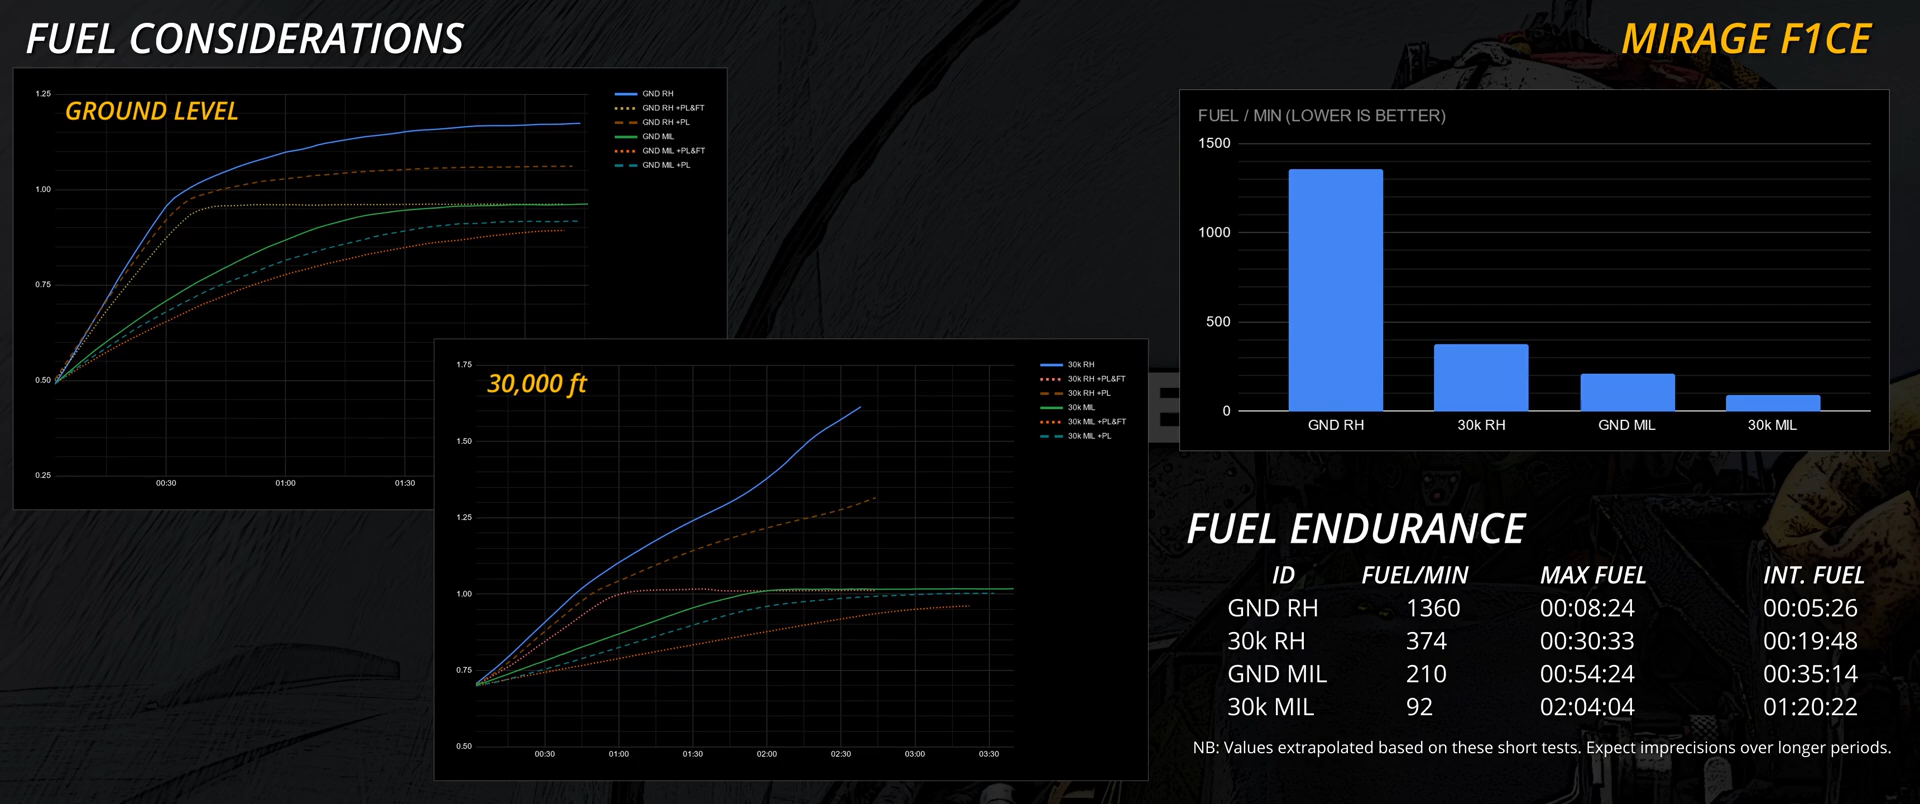 FUEL CONSIDERATIONS
MIRAGE F1CE
GROUND LEVEL
1.25
1.00
0.75
0.50
0.25
00:30
01:00
01:30
GND RH
GND RH +PL&FT
GND RH +PL
GND MIL
GND MIL +PL&FT
GND MIL +PL
30,000 ft
1.75
1.50
1.25
1.00
0.75
0.50
00:30
01:00
01:30
02:00
02:30
03:00
03:30
30k RH
30k RH +PL&FT
30k RH +PL
30k MIL
30k MIL +PL&FT
30k MIL +PL
E
FUEL / MIN (LOWER IS BETTER)
1500
1000
500
0
GND RH
30k RH
GND MIL
30k MIL
FUEL ENDURANCE
ID FUEL/MIN MAX FUEL INT. FUEL
GND RH 1360 00:08:24 00:05:26
30k RH 374 00:30:33 00:19:48
GND MIL 210 00:54:24 00:35:14
30k MIL 92 02:04:04 01:20:22
NB: Values extrapolated based on these short tests. Expect imprecisions over longer periods.